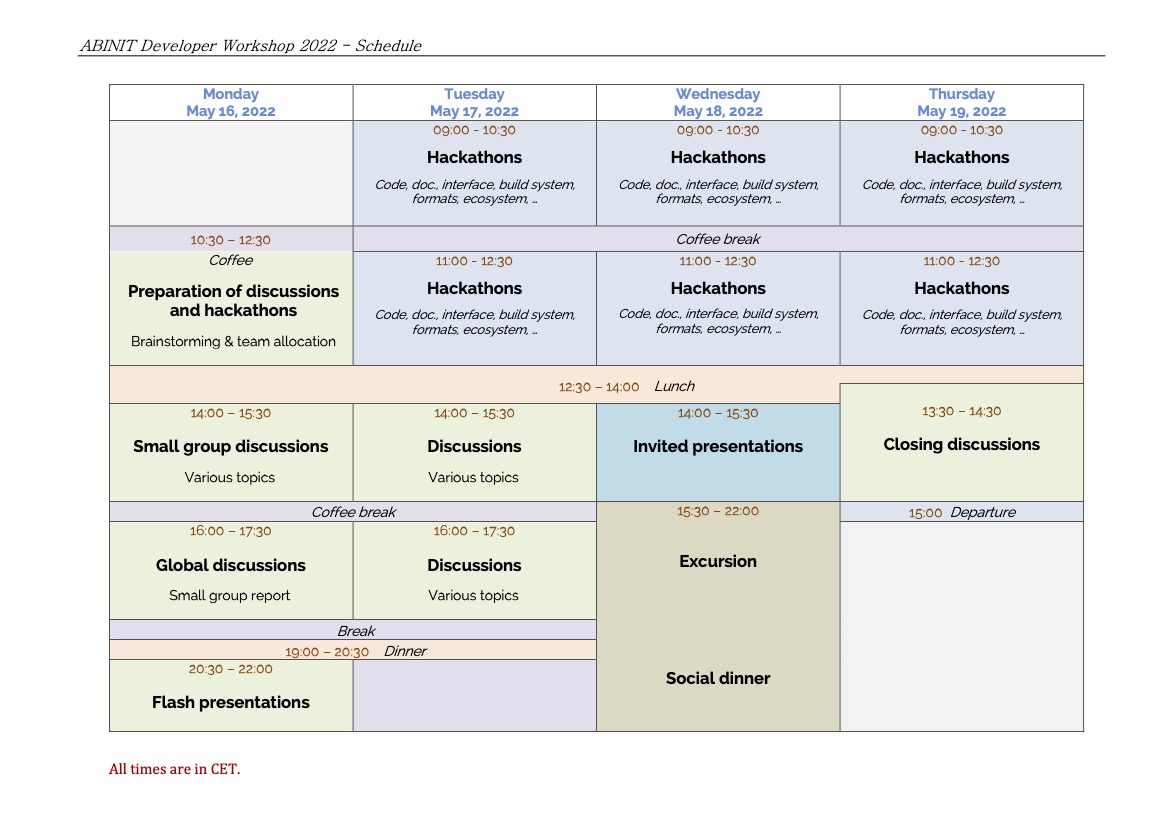 ABINIT Developer Workshop 2022 – Schedule
Monday
May 16, 2022
Tuesday
May 17, 2022
Wednesday
May 18, 2022
Thursday
May 19, 2022
09:00 - 10:30
Hackathons
Code, doc., interface, build system,
formats, ecosystem, ...
09:00 - 10:30
Hackathons
Code, doc., interface, build system,
formats, ecosystem, ...
09:00 - 10:30
Hackathons
Code, doc., interface, build system,
formats, ecosystem, ...
10:30 – 12:30
Coffee
Preparation of discussions
and hackathons
Brainstorming & team allocation
Coffee break
11:00 - 12:30
Hackathons
Code, doc., interface, build system,
formats, ecosystem, ...
11:00 - 12:30
Hackathons
Code, doc., interface, build system,
formats, ecosystem, ...
11:00 - 12:30
Hackathons
Code, doc., interface, build system,
formats, ecosystem, ...
12:30 – 14:00 Lunch
14:00 – 15:30
Small group discussions
Various topics
14:00 – 15:30
Discussions
Various topics
14:00 – 15:30
Invited presentations
13:30 – 14:30
Closing discussions
Coffee break
15:30 – 22:00
Excursion
Social dinner
15:00 Departure
16:00 – 17:30
Global discussions
Small group report
16:00 – 17:30
Discussions
Various topics
Break
19:00 – 20:30 Dinner
20:30 – 22:00
Flash presentations
All times are in CET.